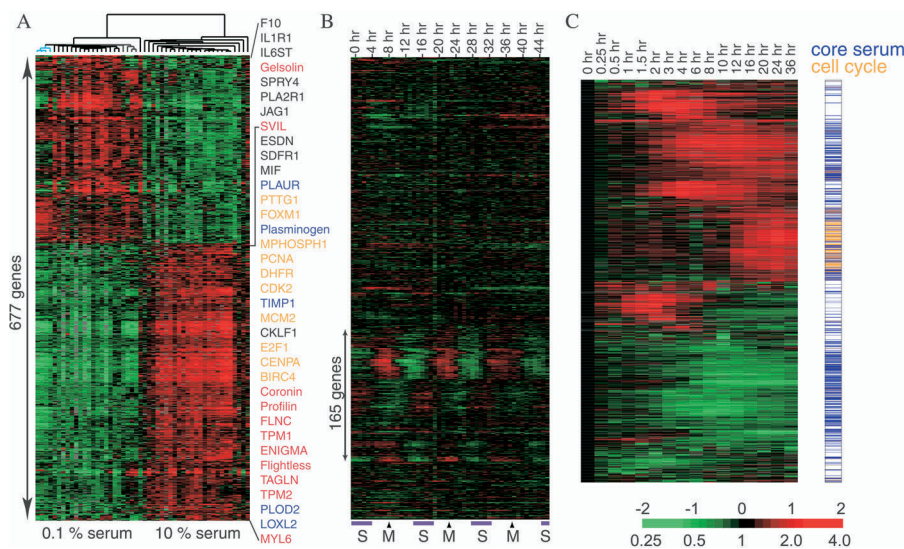 A
B
C
F10
IL1R1
IL6ST
Gelsolin
SPRY4
PLA2R1
JAG1
SVIL
ESDN
SDFR1
MIF
PLAUR
PTTG1
FOXM1
Plasminogen
MPHOSPH1
PCNA
DHFR
CDK2
TIMP1
MCM2
CKLF1
E2F1
CENPA
BIRC4
Coronin
Profilin
FLNC
TPM1
ENIGMA
Flightless
TAGLN
TPM2
PLOD2
LOXL2
MYL6
677 genes
0.1 % serum 10 % serum
-0 hr
-4 hr
-8 hr
-12 hr
-16 hr
-20 hr
-24 hr
-28 hr
-32 hr
-36 hr
-40 hr
-44 hr
165 genes
S M S M S M S
0 hr
0.25 hr
0.5 hr
1 hr
1.5 hr
2 hr
3 hr
4 hr
6 hr
8 hr
10 hr
12 hr
16 hr
20 hr
24 hr
36 hr
core serum
cell cycle
-2 -0.5 0 1 2
0.25 0.5 1 2.0 4.0